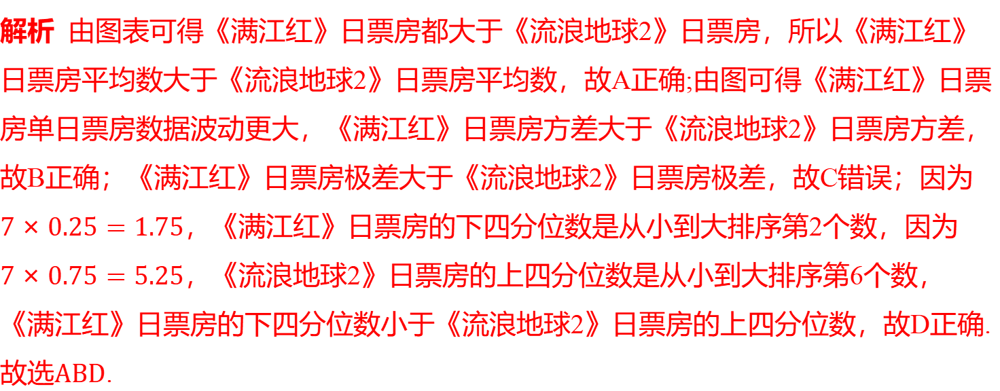 解析 由图表可得《满江红》日票房都大于《流浪地球2》日票房，所以《满江红》
日票房平均数大于《流浪地球2》日票房平均数，故A正确;由图可得《满江红》日票
房单日票房数据波动更大，《满江红》日票房方差大于《流浪地球2》日票房方差，
故B正确；《满江红》日票房极差大于《流浪地球2》日票房极差，故C错误；因为
7 × 0.25 = 1.75，《满江红》日票房的下四分位数是从小到大排序第2个数，因为
7 × 0.75 = 5.25，《流浪地球2》日票房的上四分位数是从小到大排序第6个数，
《满江红》日票房的下四分位数小于《流浪地球2》日票房的上四分位数，故D正确.
故选ABD.